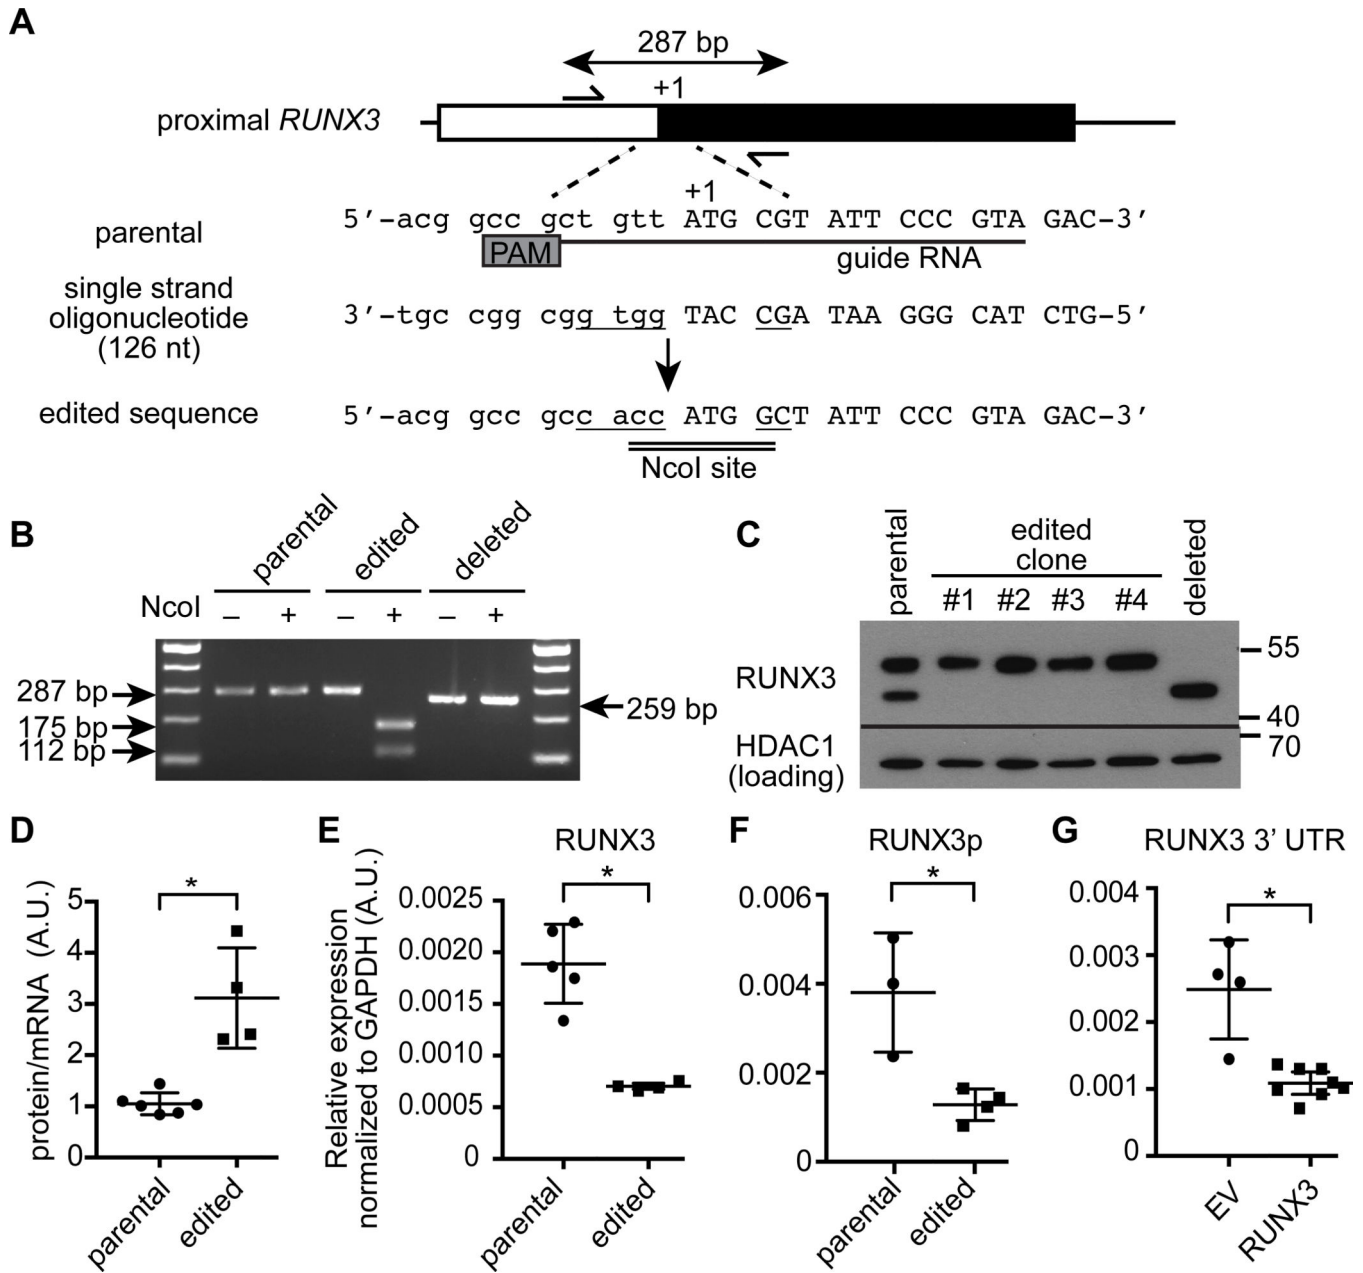 A
287 bp
+1
proximal RUNX3
+1
parental
5′-acg gcc gct gtt ATG CGT ATT CCC GTA GAC-3′
PAM
guide RNA
single strand
oligonucleotide
(126 nt)
3′-tgc ccg gcg​g tgg TAC CGA TAA GGG CAT CTG-5′
edited sequence
5′-acg gcc gcc acc ATG GCT ATT CCC GTA GAC-3′
NcoI site
B
parental
edited
deleted
NcoI
– + – + – +
287 bp
175 bp
112 bp
259 bp
C
parental
edited
clone
#1 #2 #3 #4
deleted
RUNX3
HDAC1
(loading)
55
40
70
D
protein/mRNA (A.U.)
5
4
3
2
1
0
*
parental
edited
E
RUNX3
Relative expression
normalized to GAPDH (A.U.)
0.0025
0.0020
0.0015
0.0010
0.0005
0
*
parental
edited
F
RUNX3p
0.006
0.004
0.002
0
*
parental
edited
G
RUNX3 3’ UTR
0.004
0.003
0.002
0.001
0
*
EV
RUNX3